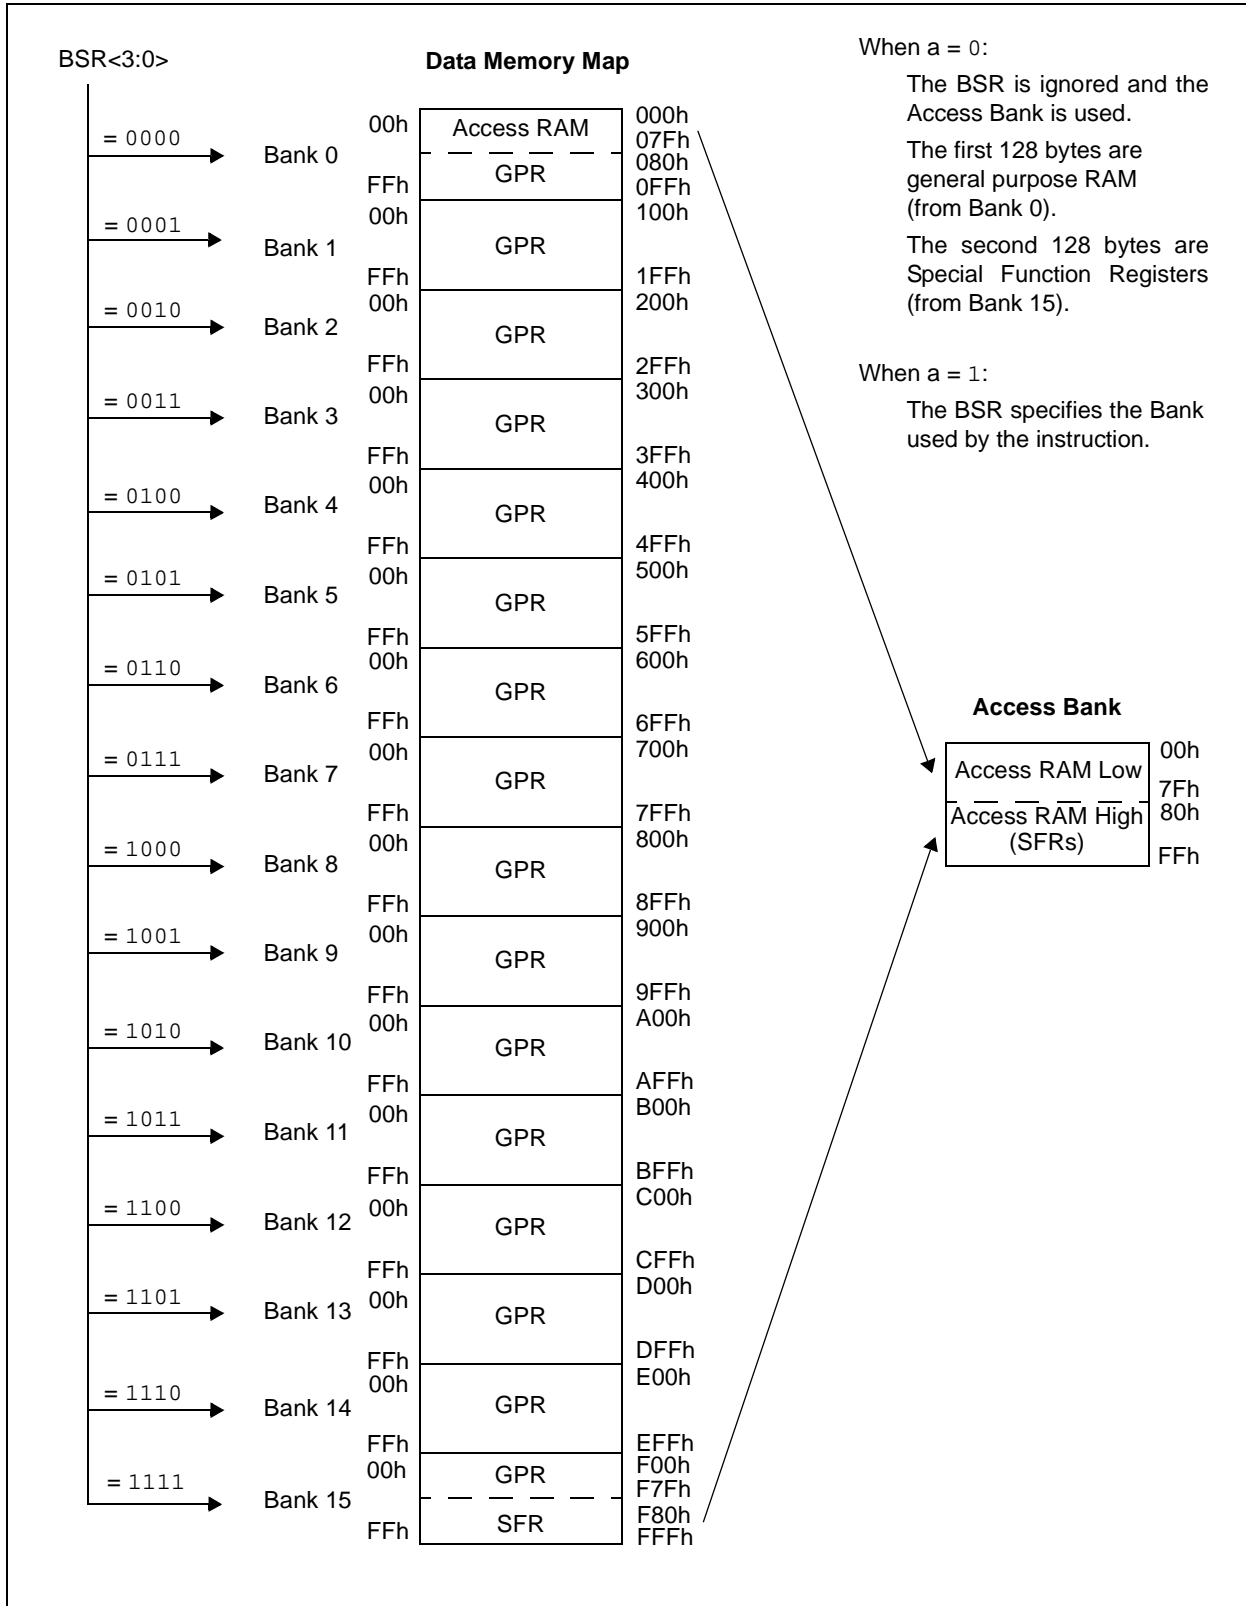 BSR<3:0>
Data Memory Map
When a = 0:
The BSR is ignored and the
Access Bank is used.
The first 128 bytes are
general purpose RAM
(from Bank 0).
The second 128 bytes are
Special Function Registers
(from Bank 15).
When a = 1:
The BSR specifies the Bank
used by the instruction.
= 0000
Bank 0
00h
Access RAM
000h
07Fh
GPR
080h
FFh
0FFh
= 0001
Bank 1
00h
GPR
100h
FFh
1FFh
= 0010
Bank 2
00h
GPR
200h
FFh
2FFh
= 0011
Bank 3
00h
GPR
300h
FFh
3FFh
= 0100
Bank 4
00h
GPR
400h
FFh
4FFh
= 0101
Bank 5
00h
GPR
500h
FFh
5FFh
= 0110
Bank 6
00h
GPR
600h
FFh
6FFh
= 0111
Bank 7
00h
GPR
700h
FFh
7FFh
= 1000
Bank 8
00h
GPR
800h
FFh
8FFh
= 1001
Bank 9
00h
GPR
900h
FFh
9FFh
= 1010
Bank 10
00h
GPR
A00h
FFh
AFFh
= 1011
Bank 11
00h
GPR
B00h
FFh
BFFh
= 1100
Bank 12
00h
GPR
C00h
FFh
CFFh
= 1101
Bank 13
00h
GPR
D00h
FFh
DFFh
= 1110
Bank 14
00h
GPR
E00h
FFh
EFFh
= 1111
Bank 15
00h
GPR
F00h
F7Fh
SFR
F80h
FFh
FFFh
Access Bank
Access RAM Low
00h
7Fh
Access RAM High
(SFRs)
80h
FFh